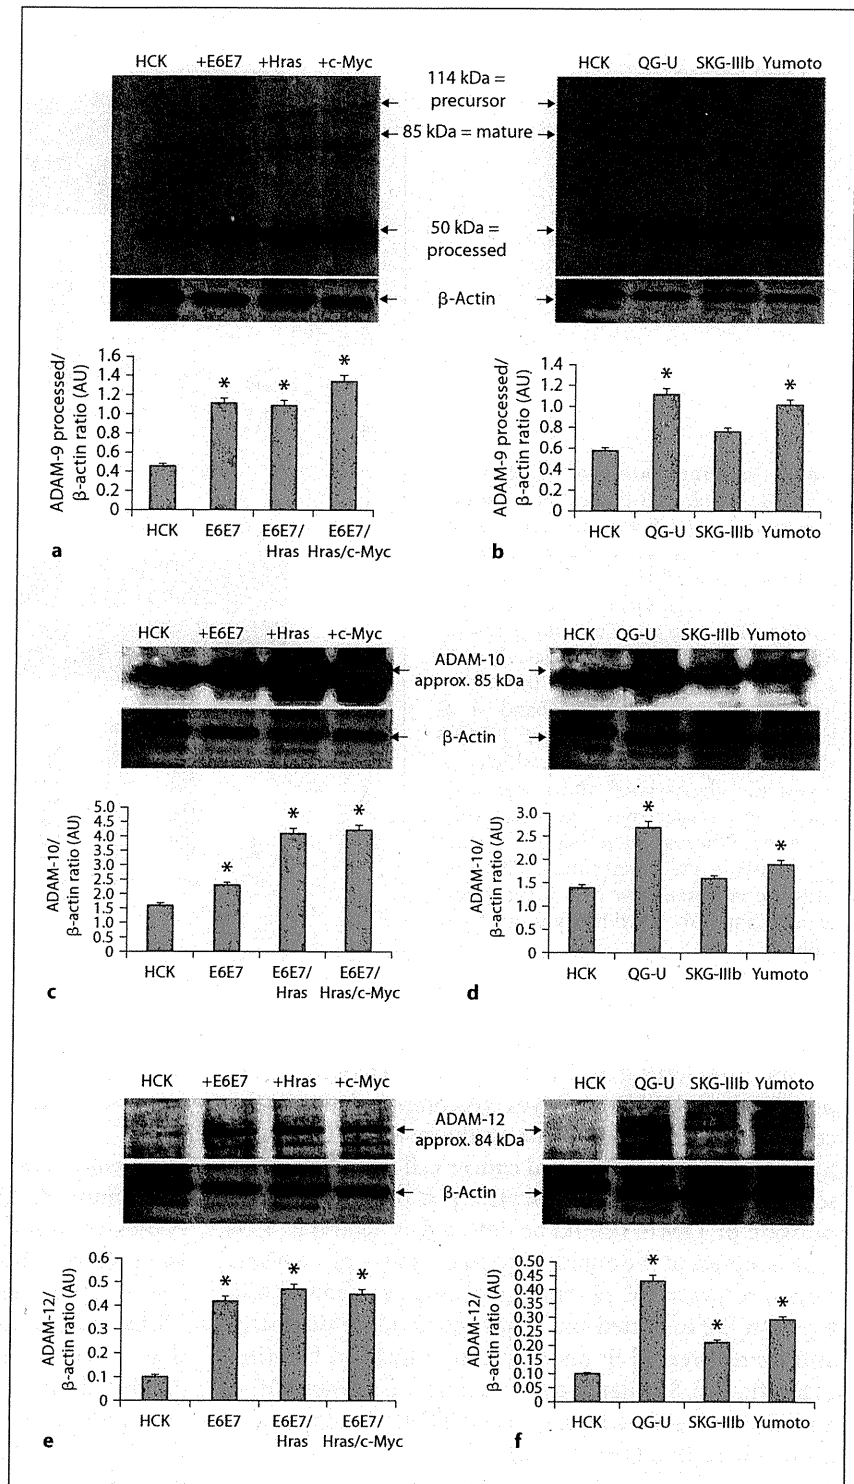 HCK +E6E7 +Hras +c-Myc
HCK QG-U SKG-IIIb Yumoto
114 kDa =
precursor
85 kDa = mature
50 kDa =
processed
β-Actin
ADAM-9 processed/
β-actin ratio (AU)
1.6
1.4
1.2
1.0
0.8
0.6
0.4
0.2
0
* * *
HCK E6E7 E6E7/ E6E7/
Hras Hras/c-Myc
a
ADAM-9 processed/
β-actin ratio (AU)
1.4
1.2
1.0
0.8
0.6
0.4
0.2
0
* *
HCK QG-U SKG-IIIb Yumoto
b
HCK +E6E7 +Hras +c-Myc
HCK QG-U SKG-IIIb Yumoto
ADAM-10
approx. 85 kDa
β-Actin
ADAM-10/
β-actin ratio (AU)
5.0
4.5
4.0
3.5
3.0
2.5
2.0
1.5
1.0
0.5
0
* * *
HCK E6E7 E6E7/ E6E7/
Hras Hras/c-Myc
c
ADAM-10/
β-actin ratio (AU)
3.0
2.5
2.0
1.5
1.0
0.5
0
* *
HCK QG-U SKG-IIIb Yumoto
d
HCK +E6E7 +Hras +c-Myc
HCK QG-U SKG-IIIb Yumoto
ADAM-12
approx. 84 kDa
β-Actin
ADAM-12/
β-actin ratio (AU)
0.6
0.5
0.4
0.3
0.2
0.1
0
* * *
HCK E6E7 E6E7/ E6E7/
Hras Hras/c-Myc
e
ADAM-12/
β-actin ratio (AU)
0.50
0.45
0.40
0.35
0.30
0.25
0.20
0.15
0.10
0.05
0
* * *
HCK QG-U SKG-IIIb Yumoto
f